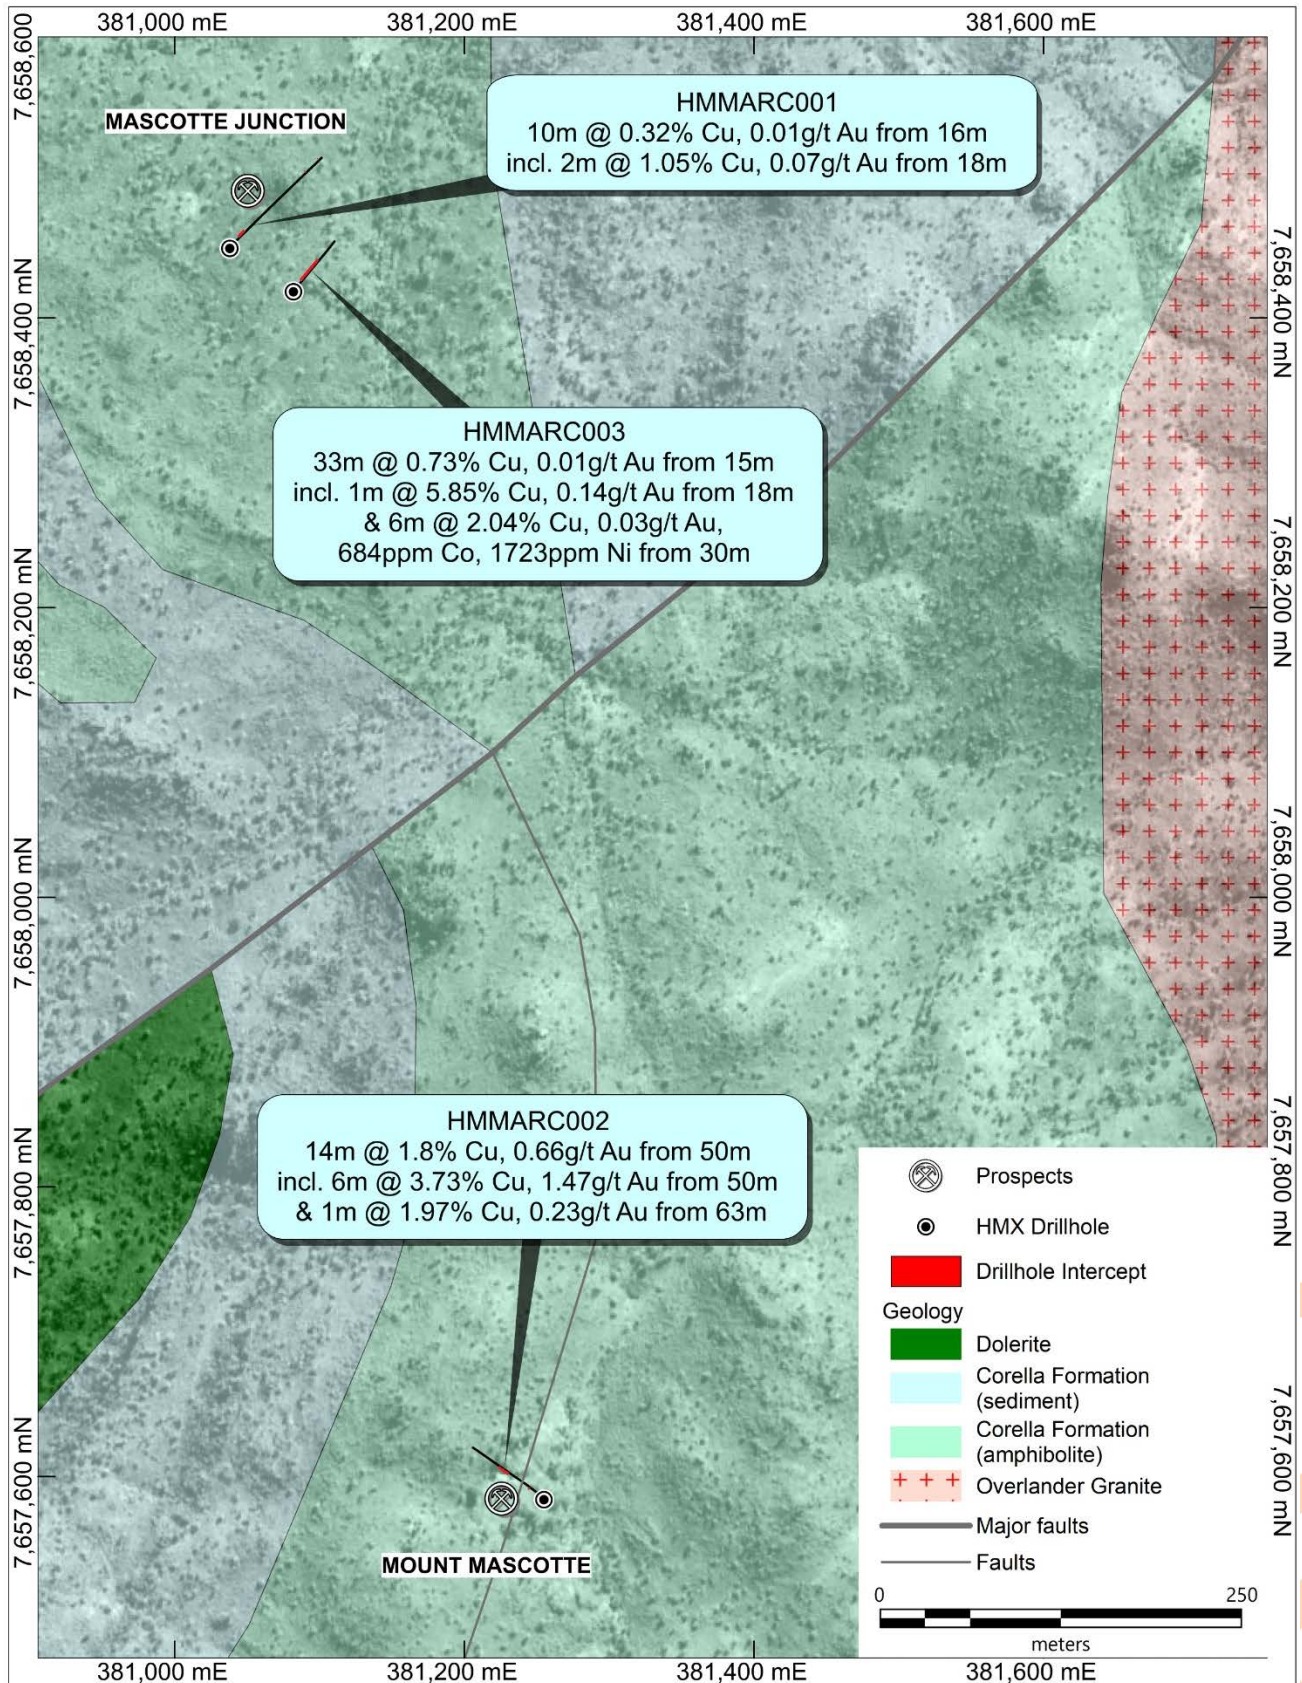 381,000 mE
381,200 mE
381,400 mE
381,600 mE
7,658,600
MASCOTTE JUNCTION
HMMARC001
10m @ 0.32% Cu, 0.01g/t Au from 16m
incl. 2m @ 1.05% Cu, 0.07g/t Au from 18m
7,658,400 mN
7,658,400 mN
HMMARC003
33m @ 0.73% Cu, 0.01g/t Au from 15m
incl. 1m @ 5.85% Cu, 0.14g/t Au from 18m
& 6m @ 2.04% Cu, 0.03g/t Au,
684ppm Co, 1723ppm Ni from 30m
7,658,200 mN
7,658,200 mN
7,658,000 mN
7,658,000 mN
HMMARC002
14m @ 1.8% Cu, 0.66g/t Au from 50m
incl. 6m @ 3.73% Cu, 1.47g/t Au from 50m
& 1m @ 1.97% Cu, 0.23g/t Au from 63m
7,657,800 mN
7,657,800 mN
7,657,600 mN
7,657,600 mN
MOUNT MASCOTTE
Prospects
HMX Drillhole
Drillhole Intercept
Geology
Dolerite
Corella Formation
(sediment)
Corella Formation
(amphibolite)
Overlander Granite
Major faults
Faults
0
250
meters
381,000 mE
381,200 mE
381,400 mE
381,600 mE